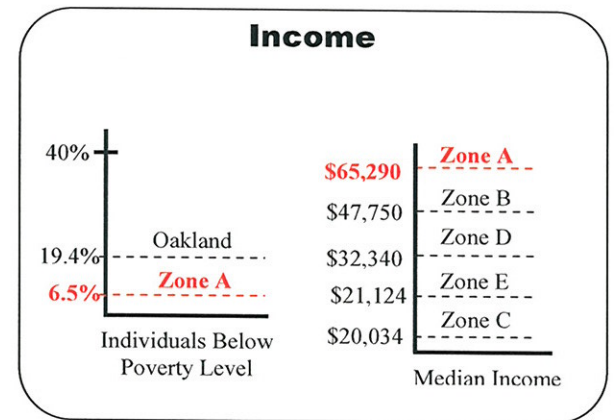 Income
40%
Oakland
19.4%
Zone A
6.5%
Individuals Below
Poverty Level
Zone A
$65,290
Zone B
$47,750
Zone D
$32,340
Zone E
$21,124
Zone C
$20,034
Median Income